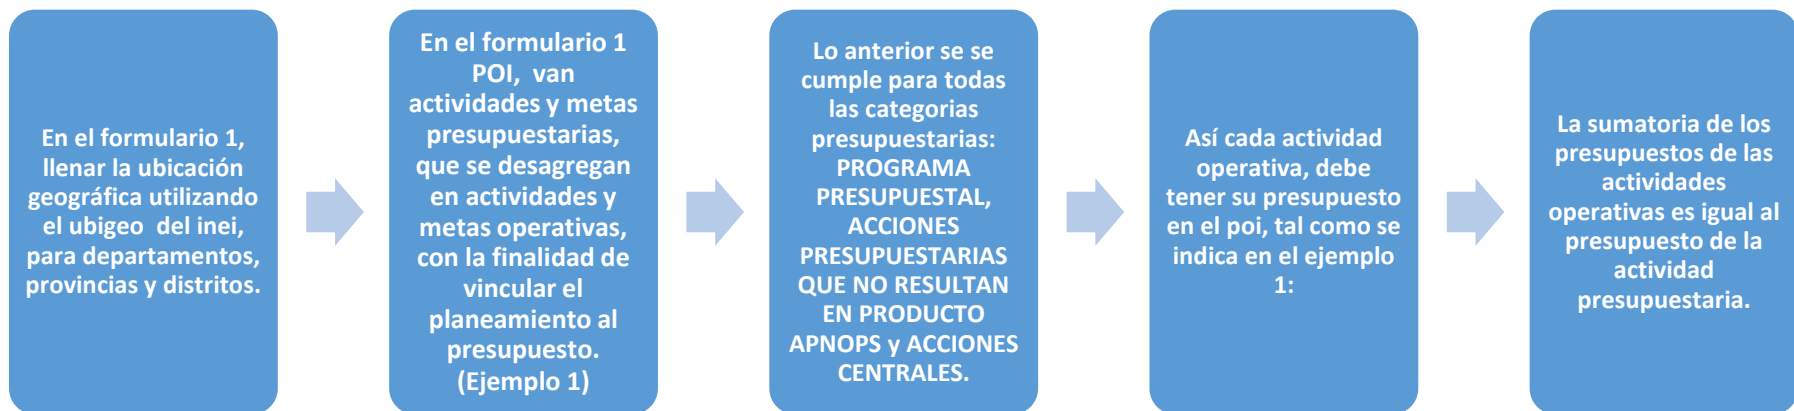 En el formulario 1,
llenar la ubicación
geográfica utilizando
el ubigeo del inei,
para departamentos,
provincias y distritos.
En el formulario 1
POI, van
actividades y metas
presupuestarias,
que se desagregan
en actividades y
metas operativas,
con la finalidad de
vincular el
planeamiento al
presupuesto.
(Ejemplo 1)
Lo anterior se se
cumple para todas
las categorias
presupuestarias:
PROGRAMA
PRESUPUESTAL,
ACCIONES
PRESUPUESTARIAS
QUE NO RESULTAN
EN PRODUCTO
APNOPS y ACCIONES
CENTRALES.
Así cada actividad
operativa, debe
tener su presupuesto
en el poi, tal como se
indica en el ejemplo
1:
La sumatoria de los
presupuestos de las
actividades
operativas es igual al
presupuesto de la
actividad
presupuestaria.